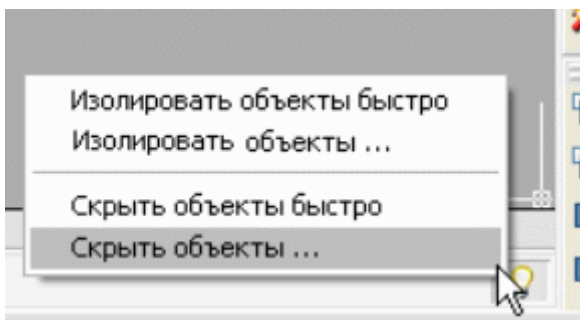 Изолировать объекты быстро
Изолировать объекты ...
Скрыть объекты быстро
Скрыть объекты ...